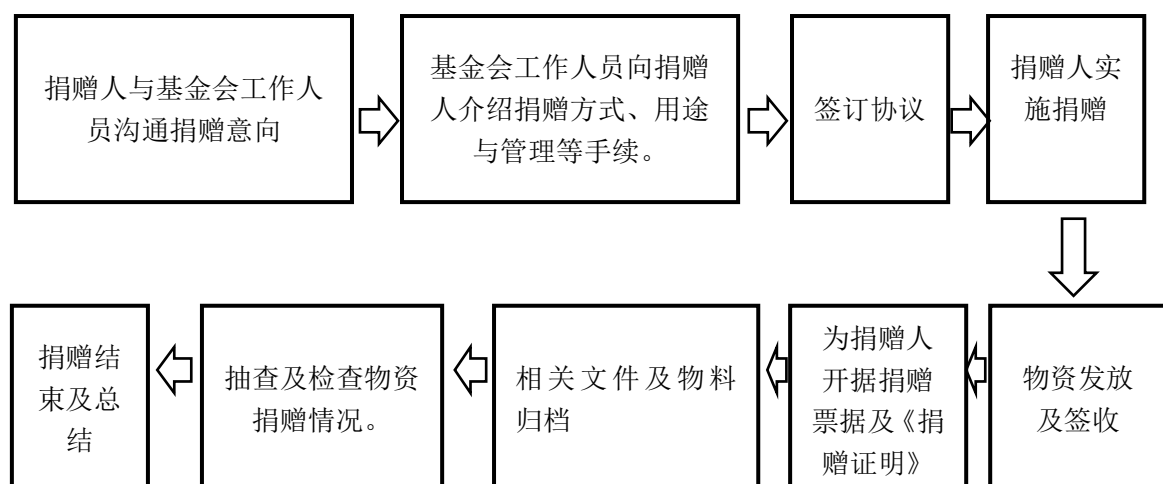 捐赠人与基金会工作人
员沟通捐赠意向
基金会工作人员向捐赠
人介绍捐赠方式、用途
与管理等手续。
签订协议
捐赠人实
施捐赠
物资发放
及签收
为捐赠人
开据捐赠
票据及《捐
赠证明》
相关文件及物料
归档
抽查及检查物资
捐赠情况。
捐赠结
束及总
结